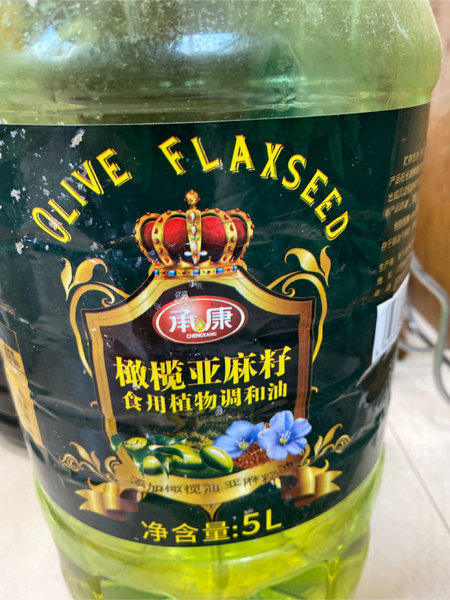 OLIVE FLAXSEED
承康
CHENGKANG
橄榄亚麻籽
食用植物调和油
添加橄榄油 亚麻籽油
净含量:5L